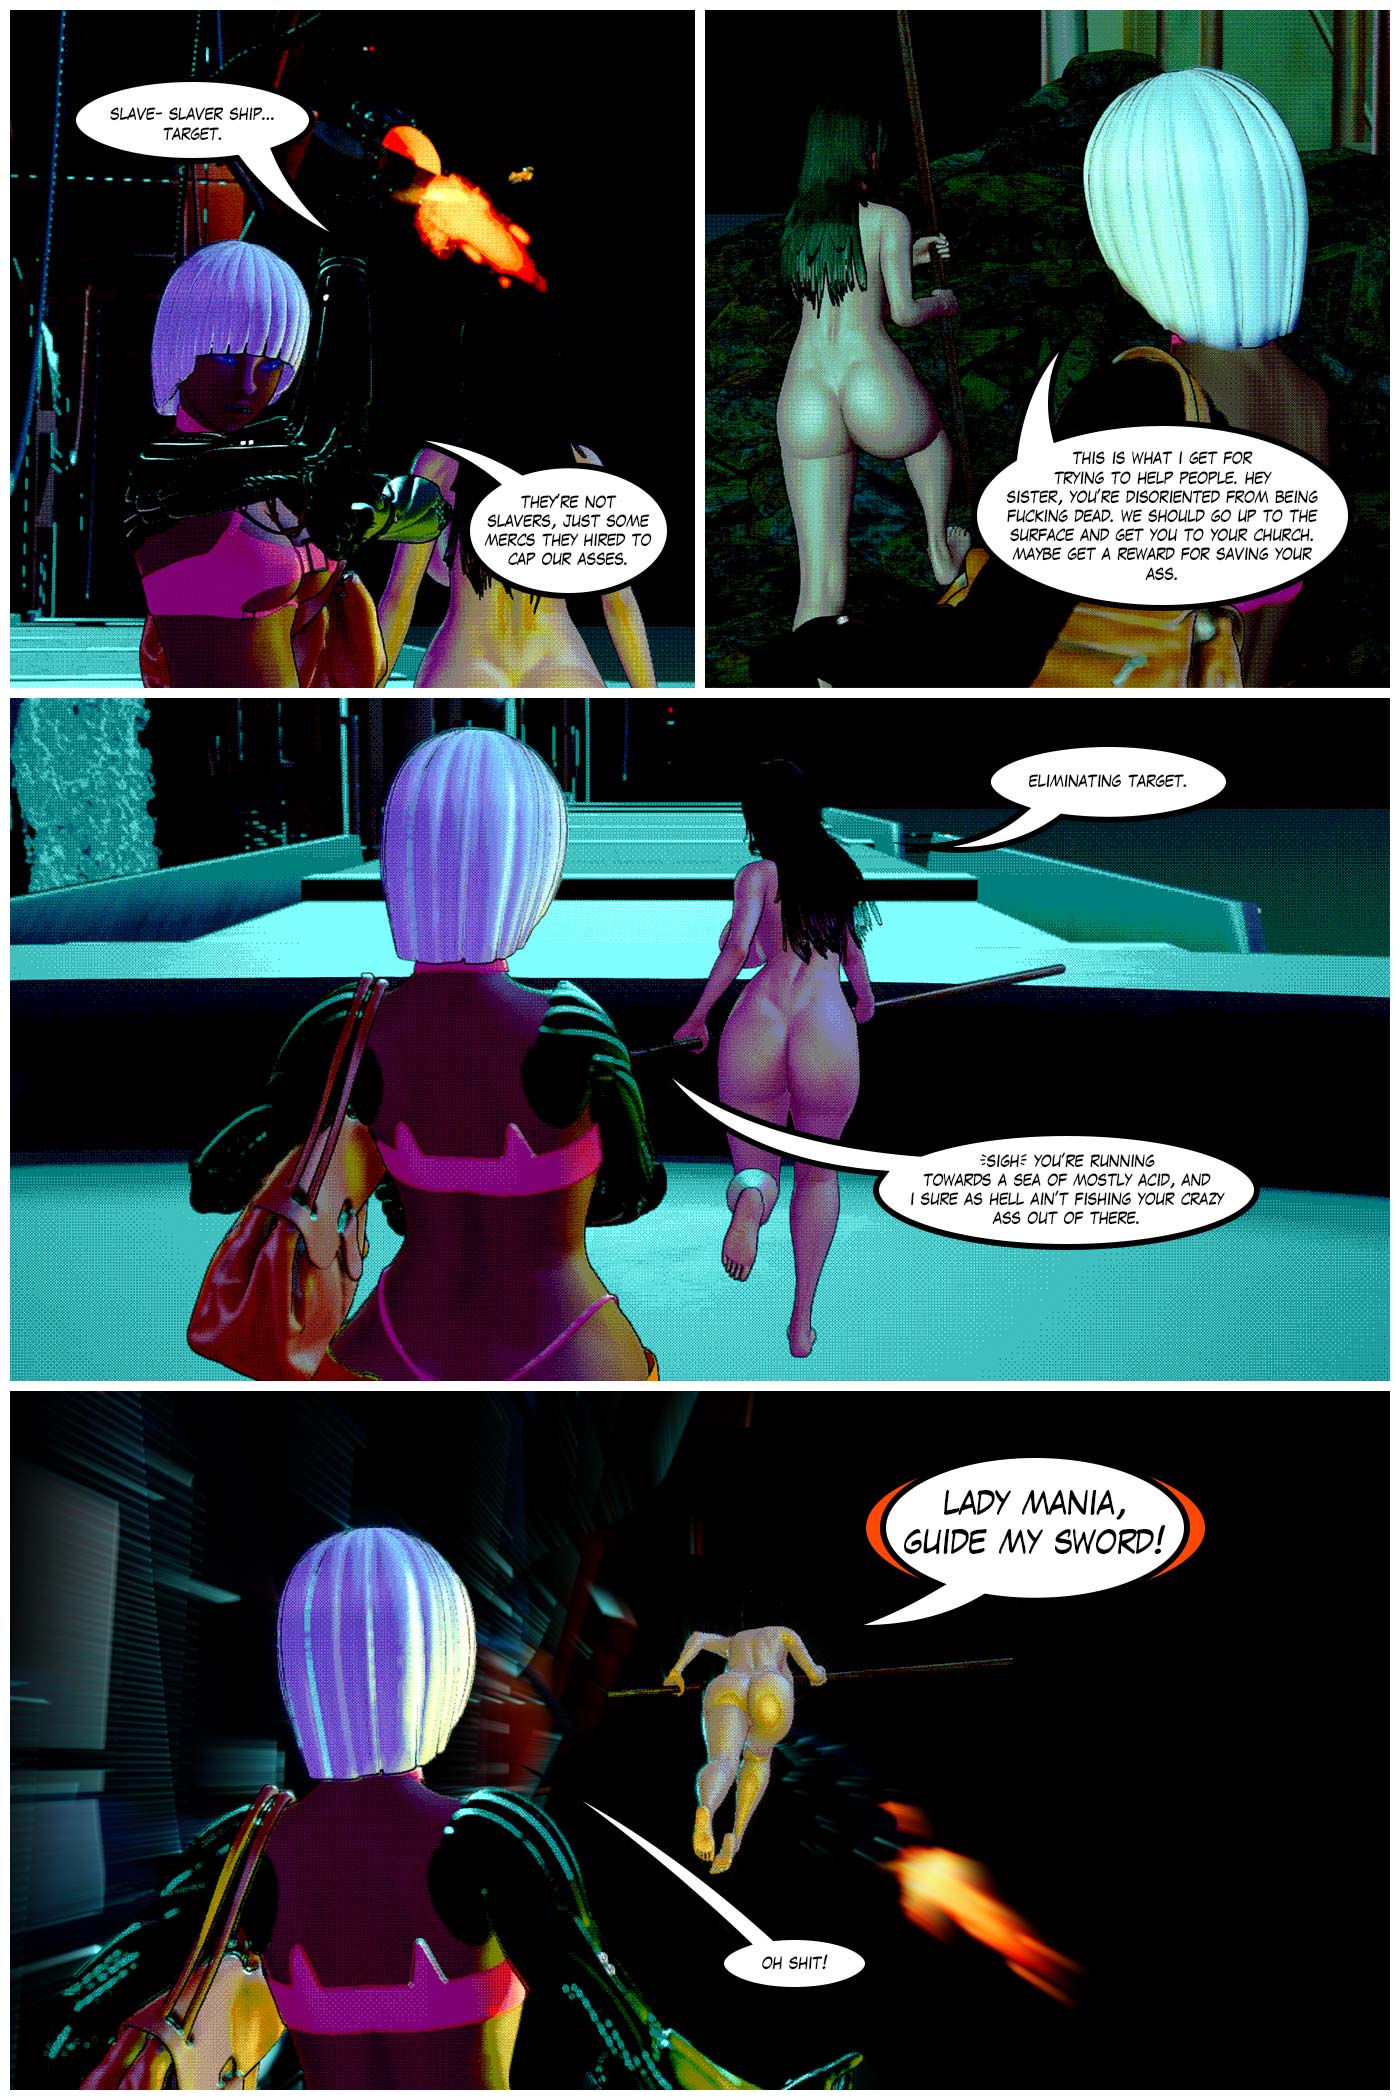 SLAVE- SLAVER SHIP...
TARGET.
THEY'RE NOT
SLAVERS, JUST SOME
MERCS THEY HIRED TO
CAP OUR ASSES.
THIS IS WHAT I GET FOR
TRYING TO HELP PEOPLE. HEY
SISTER, YOU'RE DISORIENTED FROM BEING
FUCKING DEAD. WE SHOULD GO UP TO THE
SURFACE AND GET YOU TO YOUR CHURCH.
MAYBE GET A REWARD FOR SAVING YOUR
ASS.
ELIMINATING TARGET.
SIGH YOU'RE RUNNING
TOWARDS A SEA OF MOSTLY ACID, AND
I SURE AS HELL AIN'T FISHING YOUR CRAZY
ASS OUT OF THERE.
LADY MANIA,
GUIDE MY SWORD!
OH SHIT!